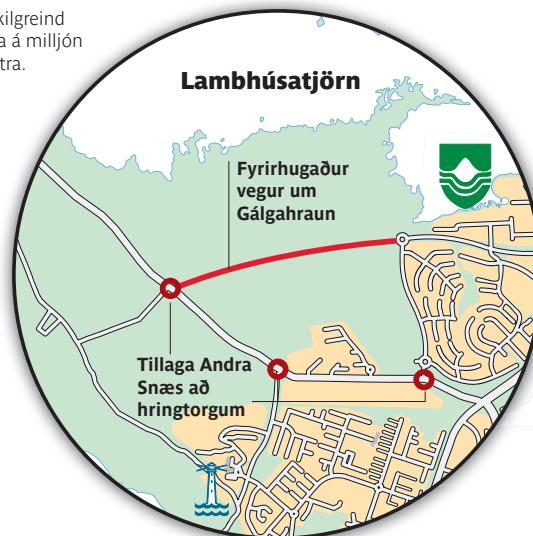 kilgreind
a á milljón
tra.
Lambhúsatjörn
Fyrirhugaður
vegur um
Gálgahraun
Tillaga Andra
Snæs að
hringtorgum